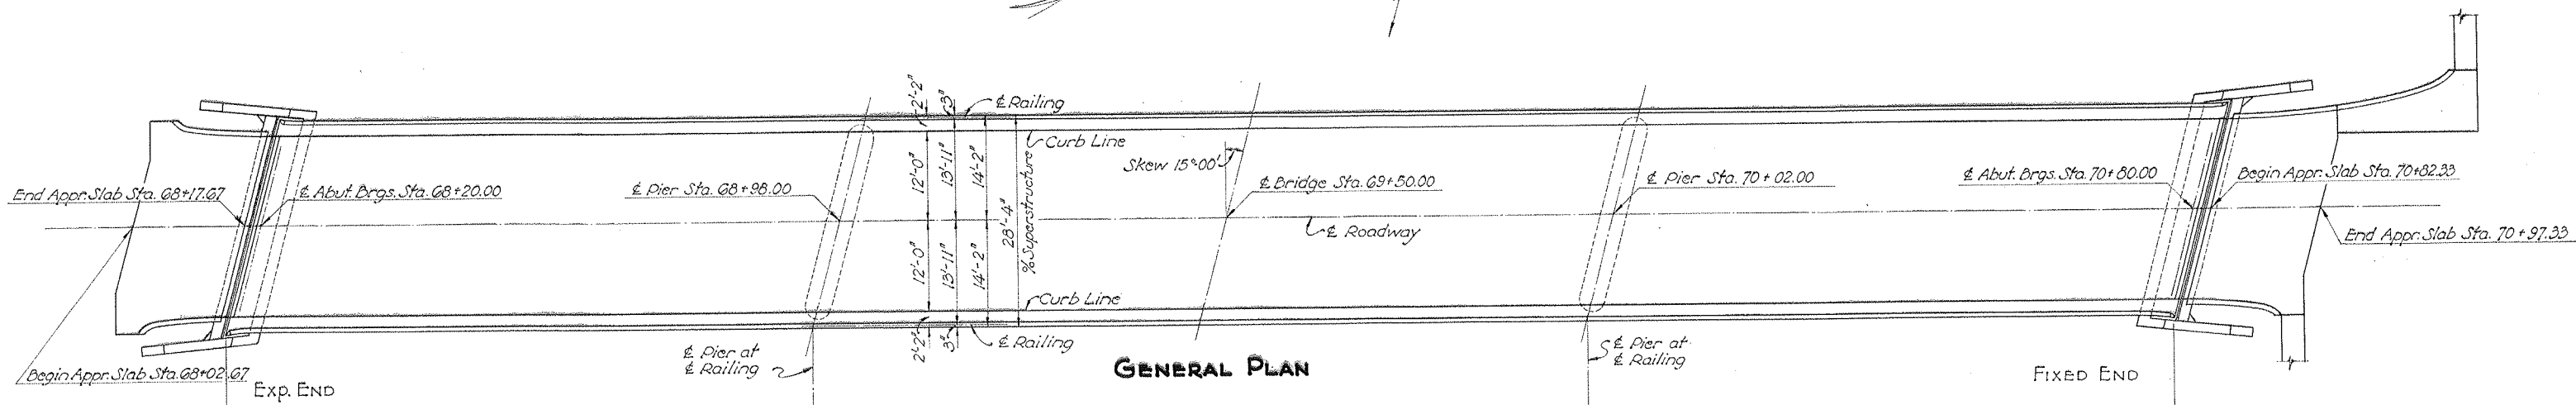 2'-2"
3"
℄ Railing
Curb Line
Skew 15°00'
12'-0"
13'-11"
14'-2"
28'-4"
% Superstructure
End Appr. Slab Sta. 68+17.67
℄ Abut. Brgs. Sta. 68+20.00
℄ Pier Sta. 68+98.00
℄ Bridge Sta. 69+50.00
℄ Pier Sta. 70+02.00
℄ Abut. Brgs. Sta. 70+80.00
Begin Appr. Slab Sta. 70+82.33
℄ Roadway
End Appr. Slab Sta. 70+97.33
12'-0"
13'-11"
14'-2"
Curb Line
2'-2"
3"
℄ Railing
℄ Pier at
℄ Railing
℄ Pier at
℄ Railing
Begin Appr. Slab Sta. 68+02.67
Exp. End
GENERAL PLAN
FIXED END